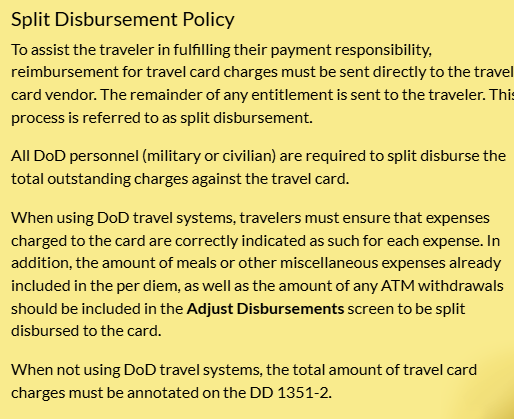 Split Disbursement Policy
To assist the traveler in fulfilling their payment responsibility,
reimbursement for travel card charges must be sent directly to the travel
card vendor. The remainder of any entitlement is sent to the traveler. This
process is referred to as split disbursement.
All DoD personnel (military or civilian) are required to split disburse the
total outstanding charges against the travel card.
When using DoD travel systems, travelers must ensure that expenses
charged to the card are correctly indicated as such for each expense. In
addition, the amount of meals or other miscellaneous expenses already
included in the per diem, as well as the amount of any ATM withdrawals
should be included in the Adjust Disbursements screen to be split
disbursed to the card.
When not using DoD travel systems, the total amount of travel card
charges must be annotated on the DD 1351-2.